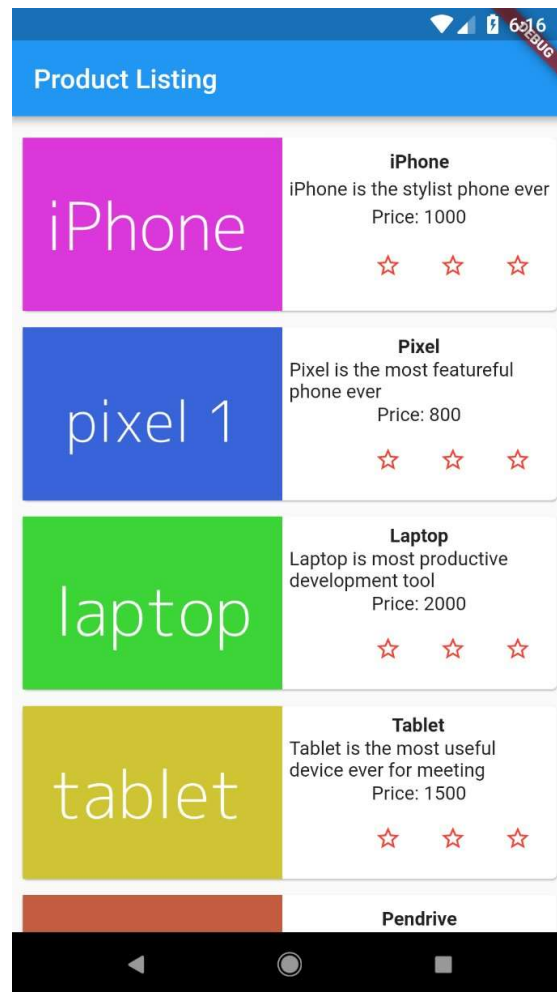 6:16
DEBUG
Product Listing
iPhone
iPhone
iPhone is the stylist phone ever
Price: 1000
pixel 1
Pixel
Pixel is the most featureful
phone ever
Price: 800
laptop
Laptop
Laptop is most productive
development tool
Price: 2000
tablet
Tablet
Tablet is the most useful
device ever for meeting
Price: 1500
Pendrive